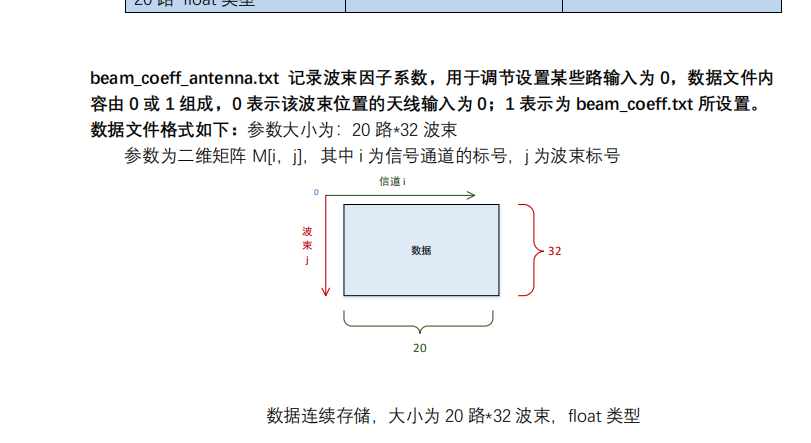 20 路*float 类型
beam_coeff_antenna.txt 记录波束因子系数，用于调节设置某些路输入为 0，数据文件内
容由 0 或 1 组成，0 表示该波束位置的天线输入为 0；1 表示为 beam_coeff.txt 所设置。
数据文件格式如下：参数大小为：20 路*32 波束
参数为二维矩阵 M[i，j]，其中 i 为信号通道的标号，j 为波束标号
信道 i
0
波
束
j
数据
32
20
数据连续存储，大小为 20 路*32 波束，float 类型